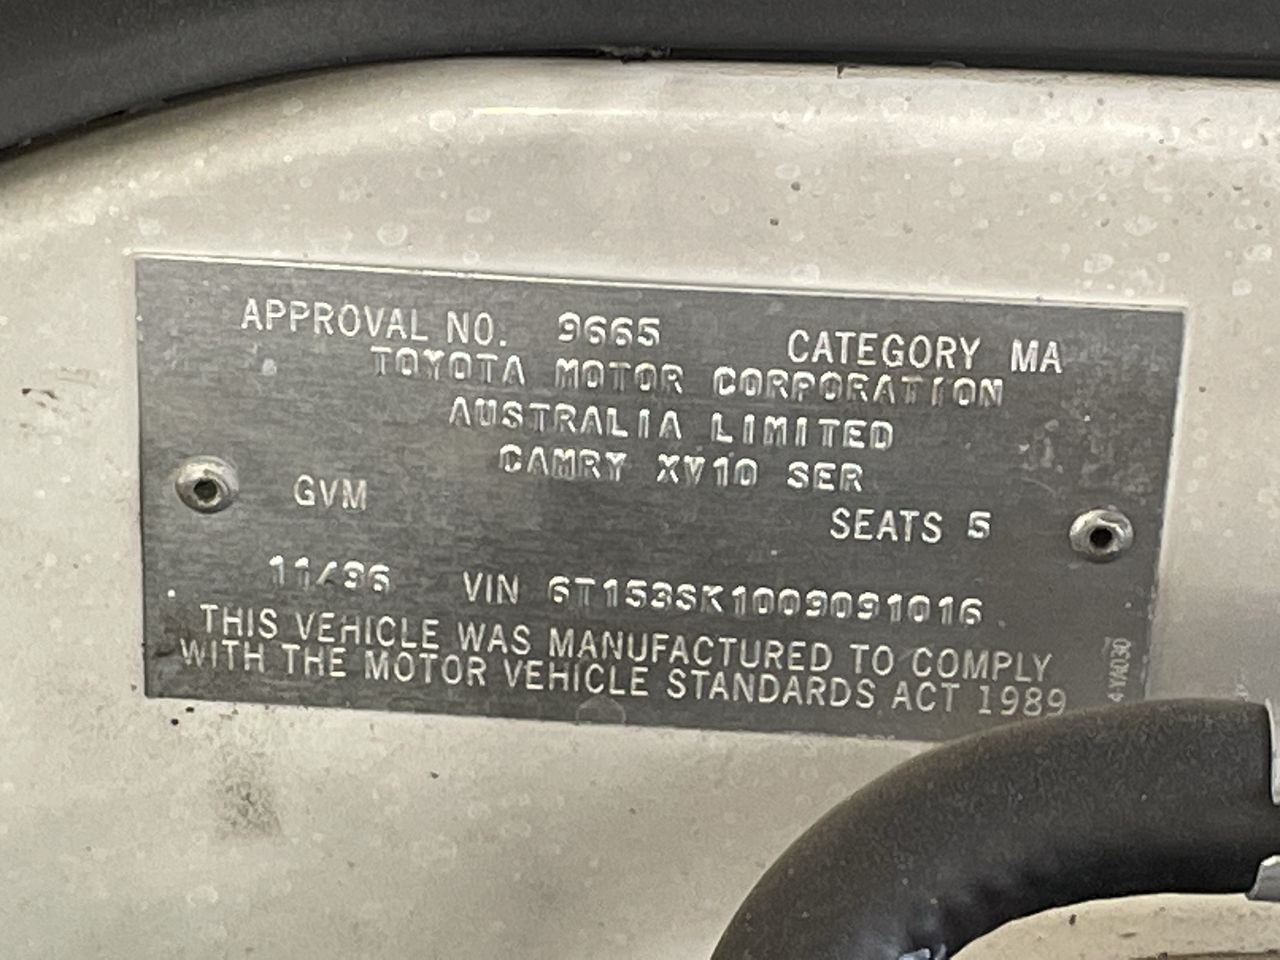 APPROVAL NO. 9665 CATEGORY MA
TOYOTA MOTOR CORPORATION
AUSTRALIA LIMITED
CAMRY XV10 SER
GVM SEATS 5
11/96 VIN 6T153SK1009091016
THIS VEHICLE WAS MANUFACTURED TO COMPLY
WITH THE MOTOR VEHICLE STANDARDS ACT 1989